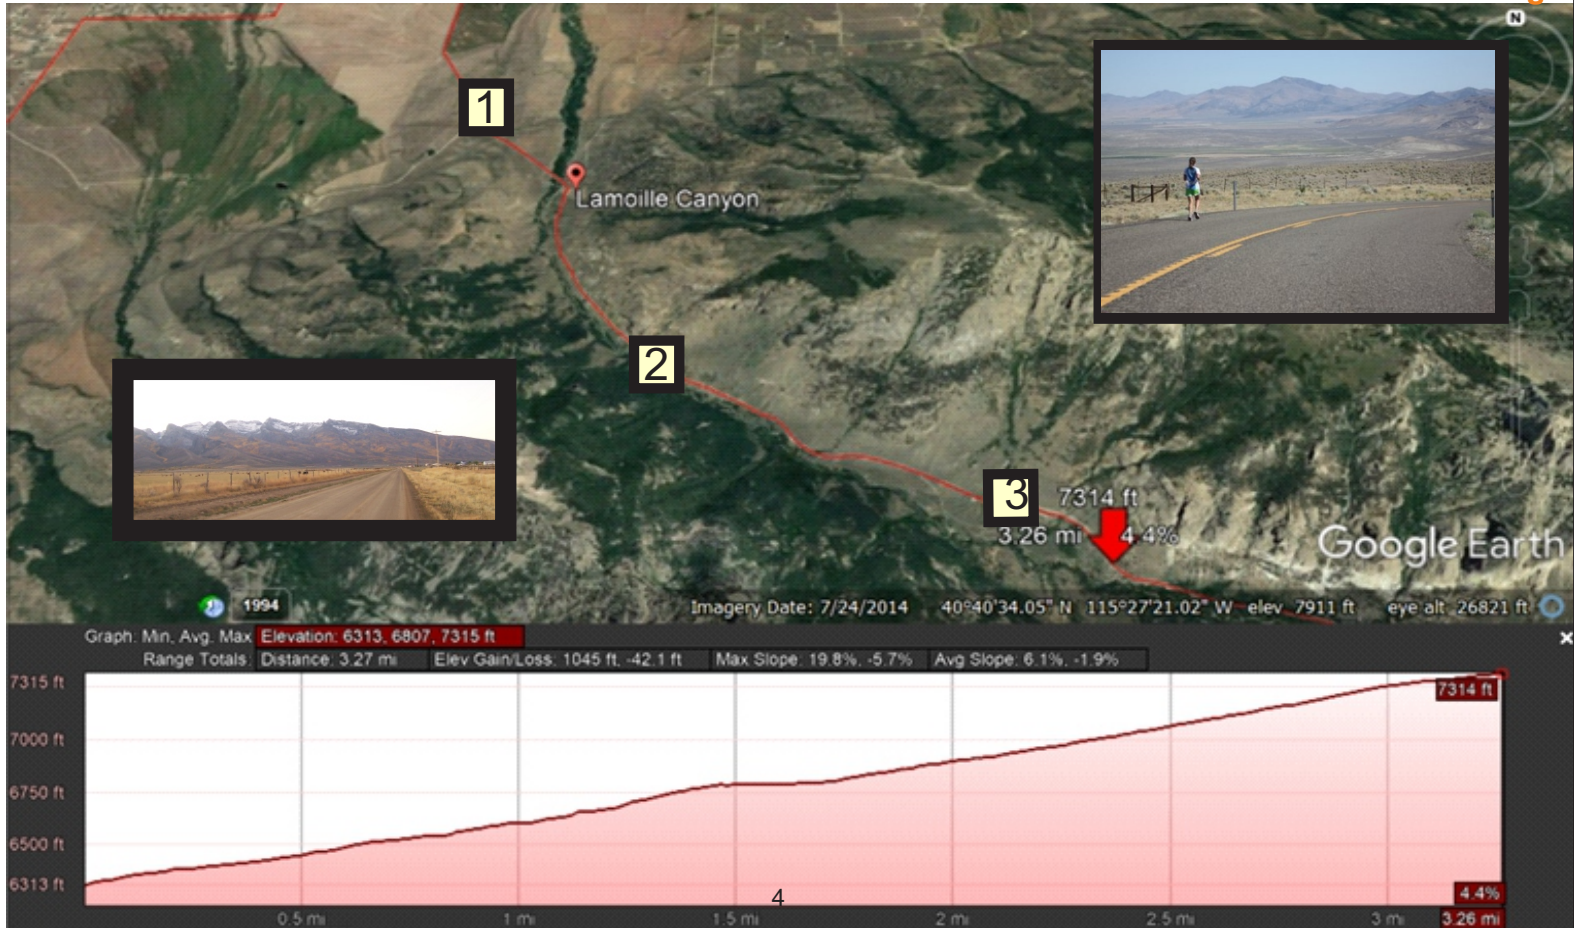 N
1
Lamoille Canyon
2
3
7314 ft
3.26 mi 4.4%
Google Earth
1994
Imagery Date: 7/24/2014 40°40'34.05" N 115°27'21.02" W elev 7911 ft eye alt 26821 ft
Graph: Min, Avg, Max Elevation: 6313, 6807, 7315 ft
Range Totals: Distance: 3.27 mi Elev Gain/Loss: 1045 ft, -42.1 ft Max Slope: 19.8%, -5.7% Avg Slope: 6.1%, -1.9%
7315 ft
7314 ft
7000 ft
6750 ft
6500 ft
6313 ft
4.4%
4
0.5 mi 1 mi 1.5 mi 2 mi 2.5 mi 3 mi 3.26 mi